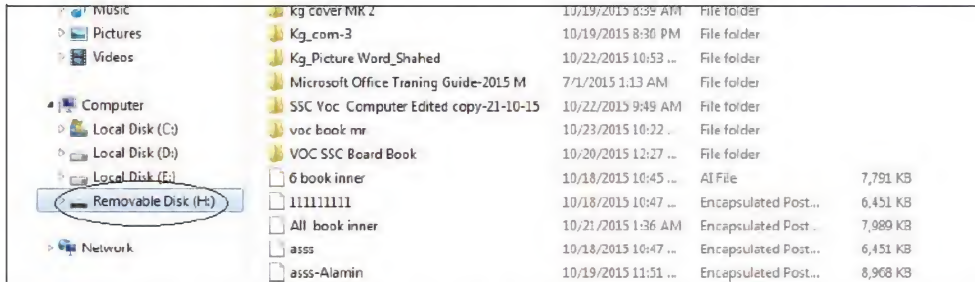 Music
Pictures
Videos
Computer
Local Disk (C:)
Local Disk (D:)
Local Disk (E:)
Removable Disk (H:)
Network
kg cover MR 2 10/19/2015 8:39 AM File folder
Kg_com-3 10/19/2015 8:30 PM File folder
Kg_Picture Word_Shahed 10/22/2015 10:53 ... File folder
Microsoft Office Traning Guide-2015 M 7/1/2015 1:13 AM File folder
SSC Voc Computer Edited copy-21-10-15 10/22/2015 9:49 AM File folder
voc book mr 10/23/2015 10:22 ... File folder
VOC SSC Board Book 10/20/2015 12:27 ... File folder
6 book inner 10/18/2015 10:45 ... AI File 7,791 KB
111111111 10/18/2015 10:47 ... Encapsulated Post... 6,451 KB
All book inner 10/21/2015 1:36 AM Encapsulated Post... 7,989 KB
asss 10/18/2015 10:47 ... Encapsulated Post... 6,451 KB
asss-Alamin 10/19/2015 11:51 ... Encapsulated Post... 8,968 KB